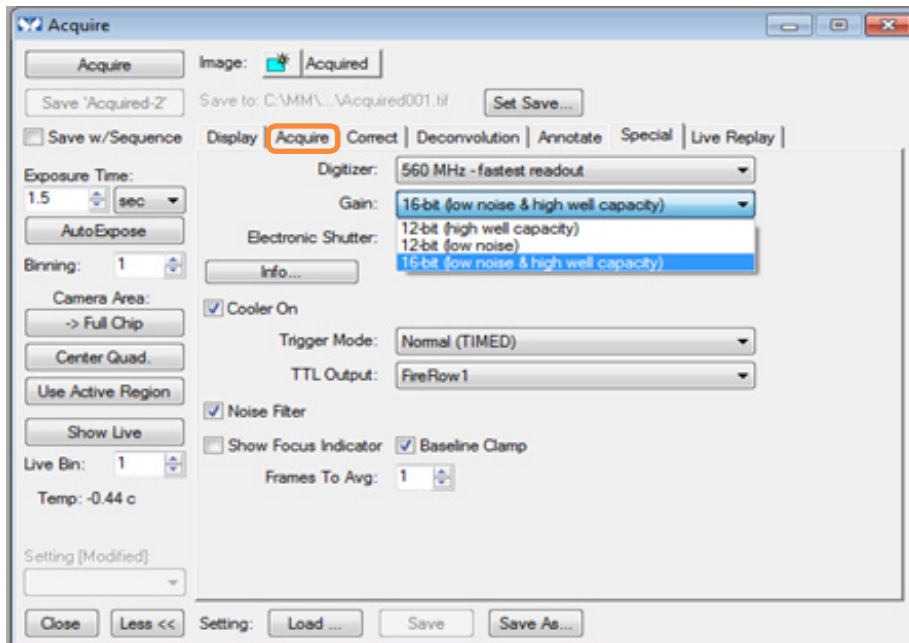 Acquire
Acquire
Image: Acquired
Save 'Acquired-2'
Save to: C:\MM\...\Acquired001.tif
Set Save...
Save w/Sequence
Display Acquire Correct Deconvolution Annotate Special Live Replay
Exposure Time:
1.5 sec
AutoExpose
Binning: 1
Camera Area:
-> Full Chip
Center Quad.
Use Active Region
Show Live
Live Bin: 1
Temp: -0.44 c
Setting [Modified]:
Digitizer: 560 MHz - fastest readout
Gain: 16-bit (low noise & high well capacity)
12-bit (high well capacity)
12-bit (low noise)
16-bit (low noise & high well capacity)
Electronic Shutter:
Info...
Cooler On
Trigger Mode: Normal (TIMED)
TTL Output: FireRow1
Noise Filter
Show Focus Indicator Baseline Clamp
Frames To Avg: 1
Close Less << Setting: Load ... Save Save As...